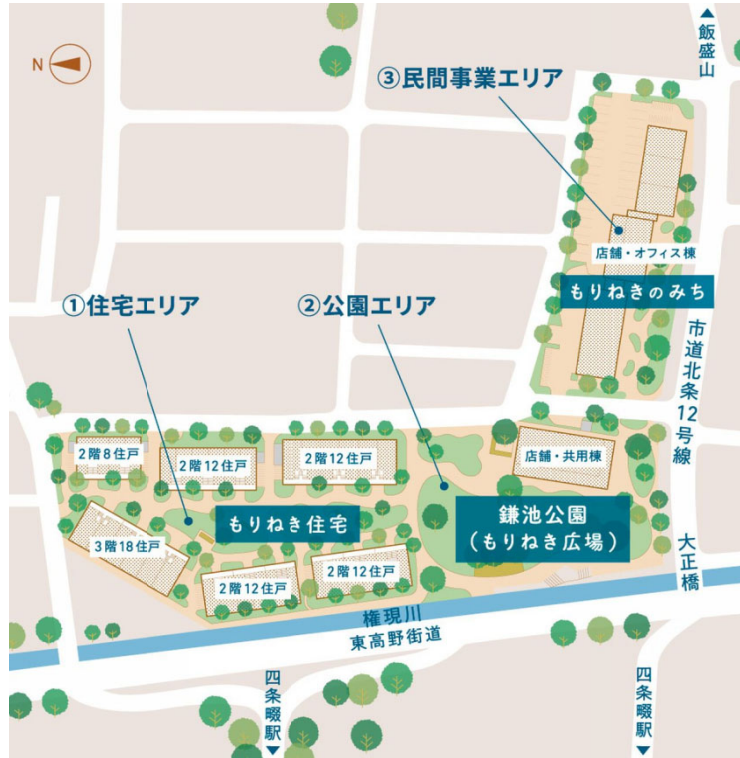 飯盛山
N
③民間事業エリア
店舗・オフィス棟
もりねきのみち
①住宅エリア
②公園エリア
市道北条12号線
2階8住戸
2階12住戸
2階12住戸
店舗・共用棟
もりねき住宅
鎌池公園
(もりねき広場)
3階18住戸
2階12住戸
2階12住戸
大正橋
権現川
東高野街道
四条畷駅
四条畷駅